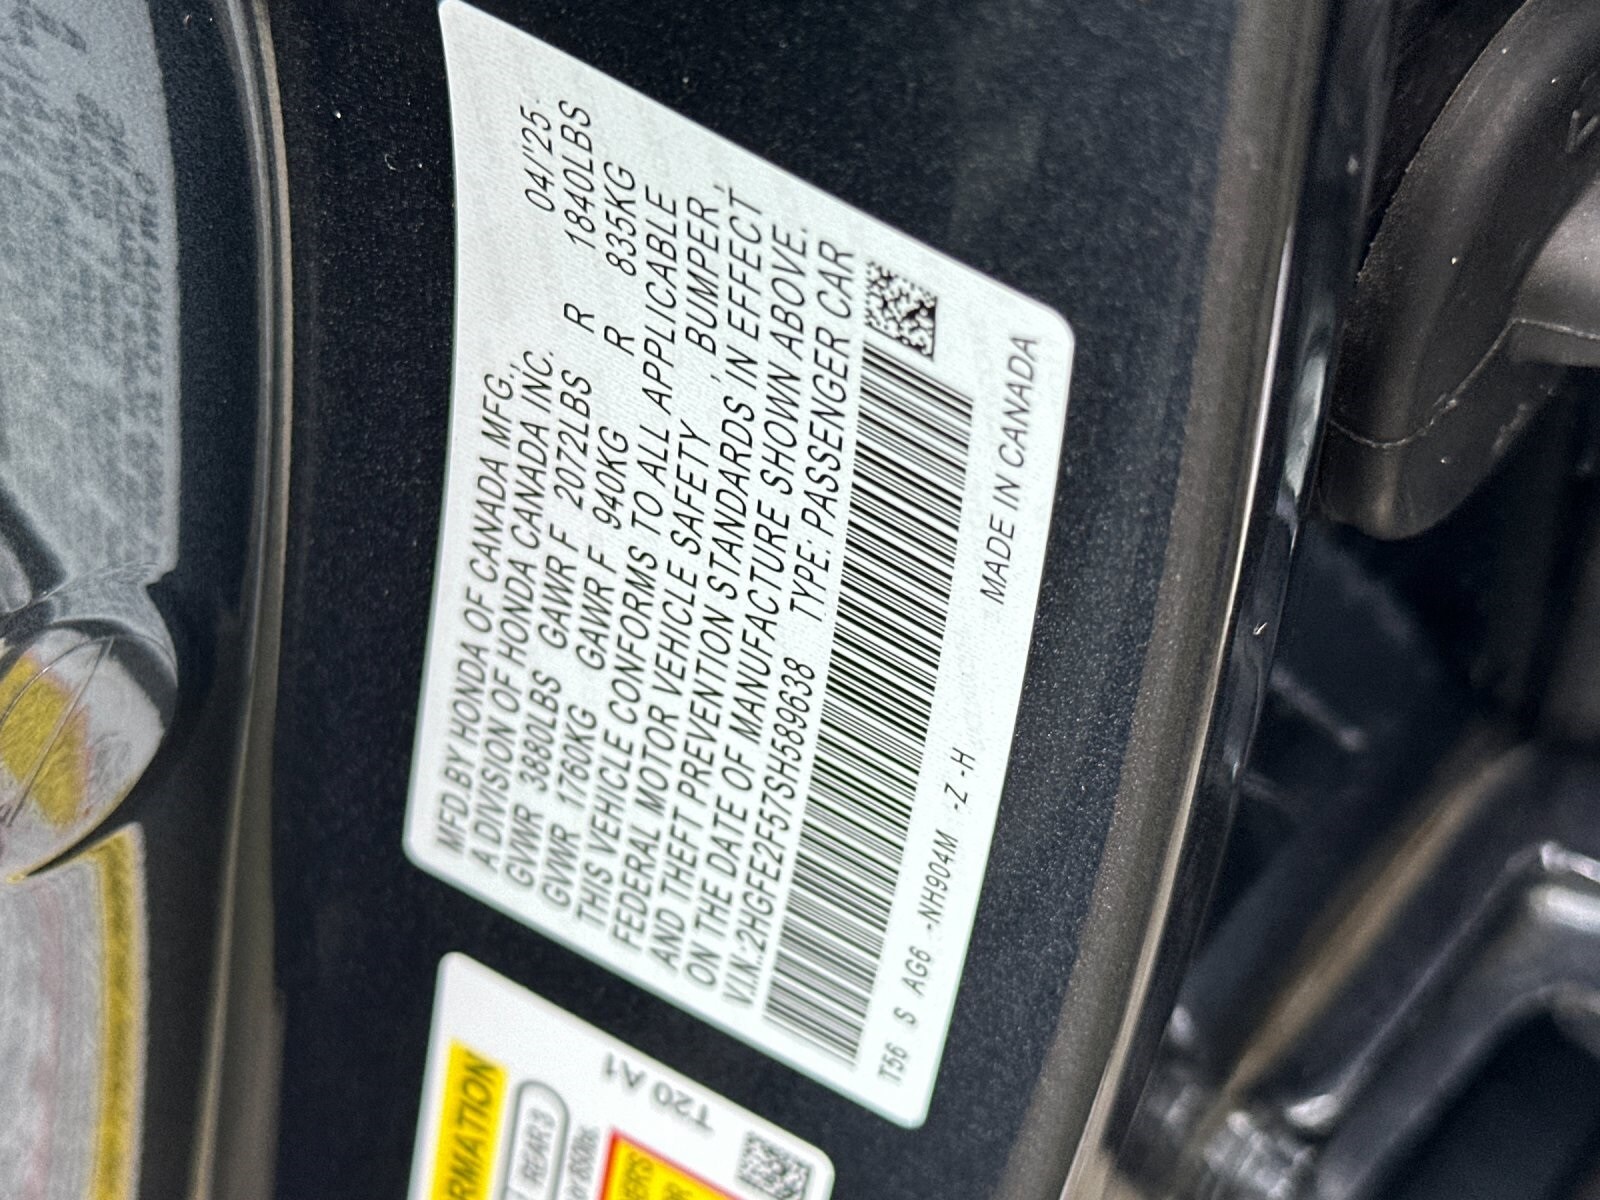 MFD.BY HONDA OF CANADA MFG.,
A DIVISION OF HONDA CANADA INC. 04/"25
GVWR 3880LBS GAWR F 2072LBS R 1840LBS
GVWR 1760KG GAWR F 940KG R 835KG
THIS VEHICLE CONFORMS TO ALL APPLICABLE
FEDERAL MOTOR VEHICLE SAFETY , BUMPER ,
AND THEFT PREVENTION STANDARDS IN EFFECT
ON THE DATE OF MANUFACTURE SHOWN ABOVE.
V.I.N.:2HGFE2F57SH589638 TYPE: PASSENGER CAR
T56 S AG6 -NH904M -Z -H MADE IN CANADA
RMATION
REAR 3
T20 A1